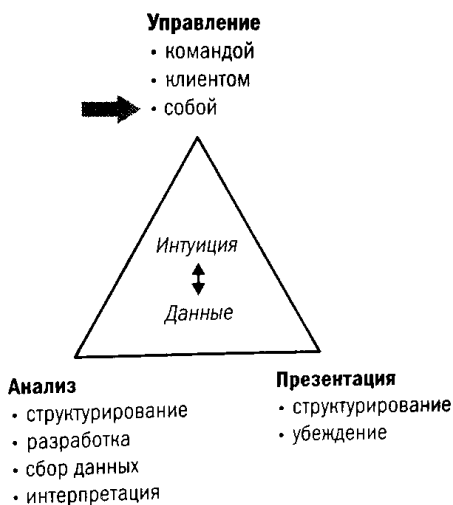 Управление
• командой
• клиентом
• собой
Интуиция
Данные
Анализ
• структурирование
• разработка
• сбор данных
• интерпретация
Презентация
• структурирование
• убеждение